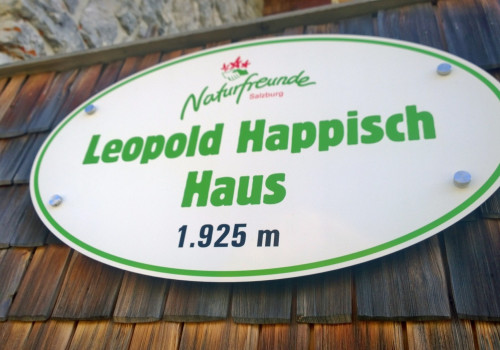 Naturfreunde
Salzburg
Leopold Happisch
Haus
1.925 m